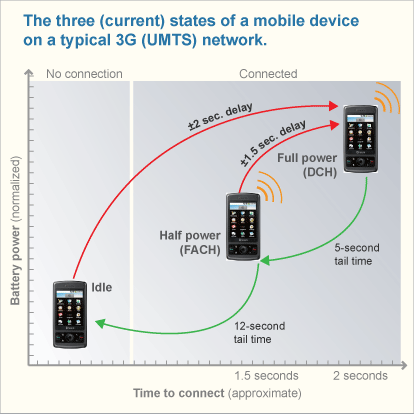 The three (current) states of a mobile device
on a typical 3G (UMTS) network.
No connection
Connected
±2 sec. delay
±1.5 sec. delay
Full power
(DCH)
Half power
(FACH)
5-second
tail time
Idle
12-second
tail time
Battery power (normalized)
1.5 seconds
2 seconds
Time to connect (approximate)